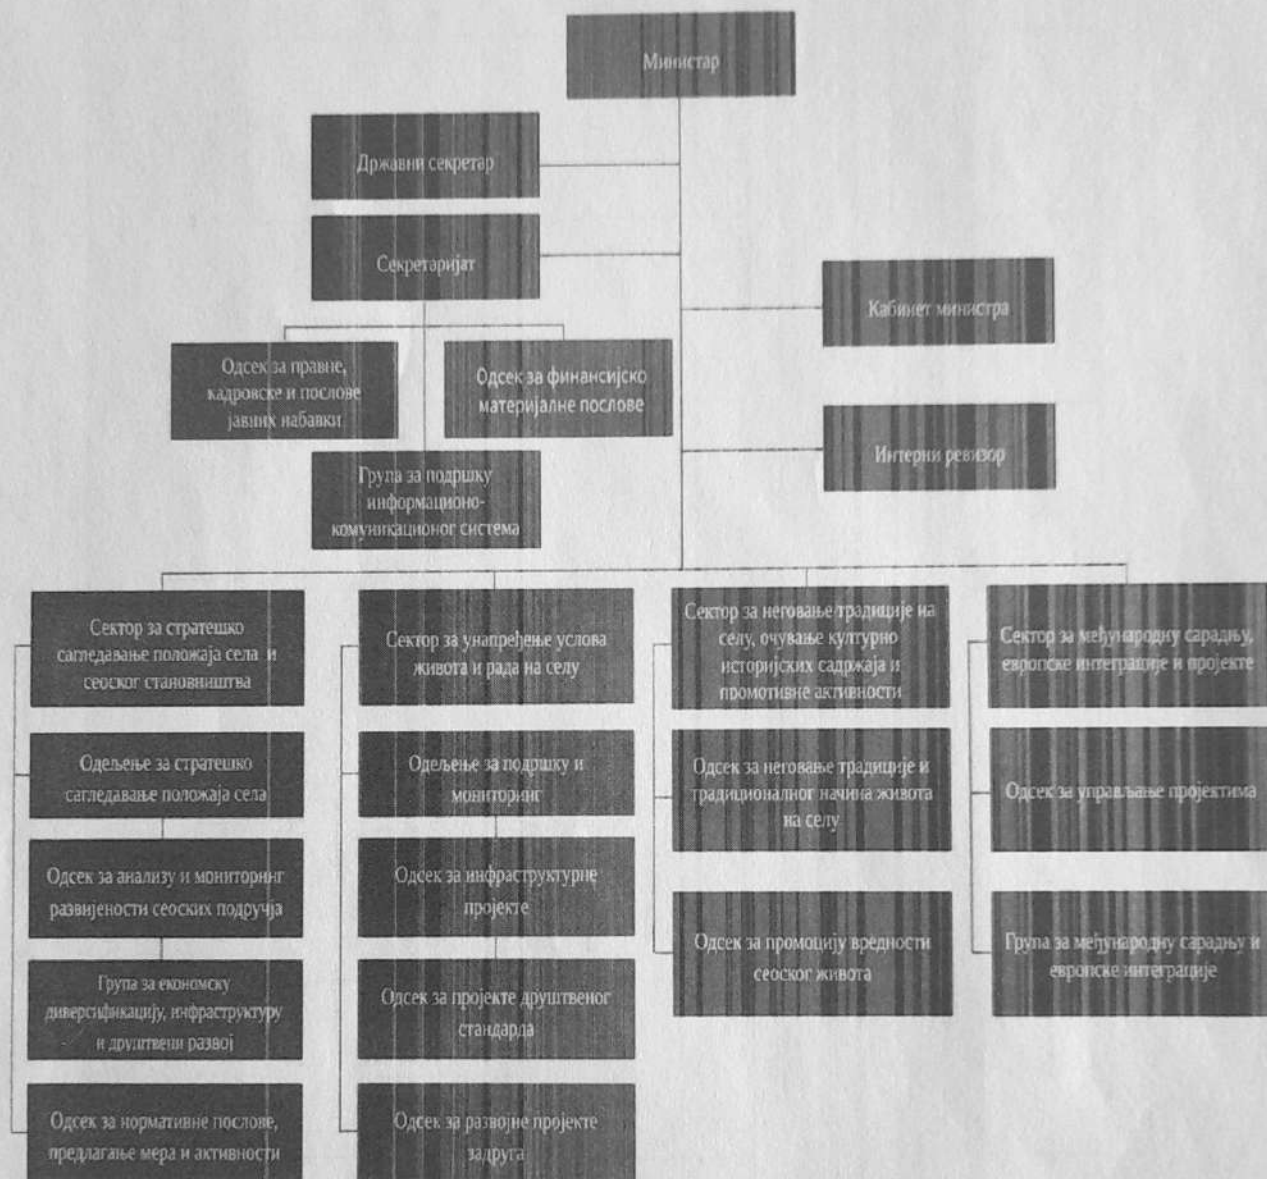 Министар
Државни секретар
Секретаријат
Кабинет министра
Одсек за правне,
кадровске и послове
јавних набавки
Одсек за финансијско
материјалне послове
Интерни ревизор
Група за подршку
информационо-
комуникационог система
Сектор за стратешко
сагледавање положаја села и
сеоског становништва
Сектор за унапређење услова
живота и рада на селу
Сектор за неговање традиције на
селу, очување културно
историјских садржаја и
промотивне активности
Сектор за међународну сарадњу,
европске интеграције и пројекте
Одељење за стратешко
сагледавање положаја села
Одељење за подршку и
мониторинг
Одсек за неговање традиције и
традиционалног начина живота
на селу
Одсек за управљање пројектима
Одсек за анализу и мониторинг
развијености сеоских подручја
Одсек за инфраструктурне
пројекте
Одсек за промоцију вредности
сеоског живота
Група за међународну сарадњу и
европске интеграције
Група за економску
диверсификацију, инфраструктуру
и друштвени развој
Одсек за пројекте друштвеног
стандарда
Одсек за нормативне послове,
предлагање мера и активности
Одсек за развојне пројекте
задруга